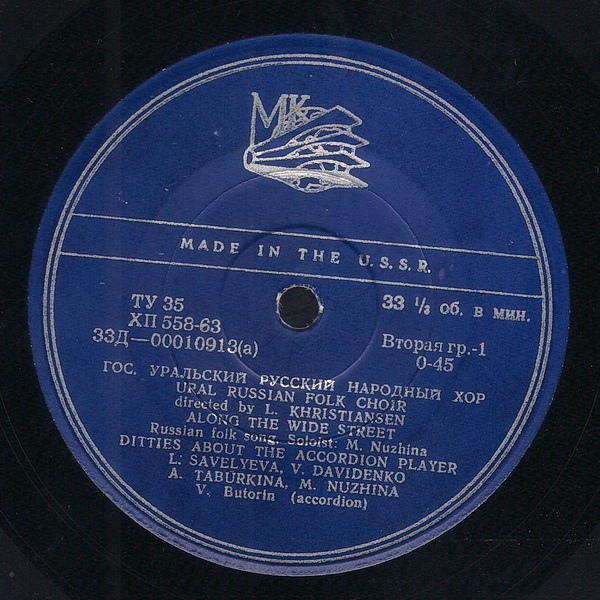 МК
MADE IN THE U.S.S.R.
ТУ 35
ХП 558-63
33Д—00010913(а)
33 ⅓ об. в мин.
Вторая гр.-1
0-45
ГОС. УРАЛЬСКИЙ РУССКИЙ НАРОДНЫЙ ХОР
URAL RUSSIAN FOLK CHOIR
directed by L. KHRISTIANSEN
ALONG THE WIDE STREET
Russian folk song. Soloist: M. Nuzhina
DITTIES ABOUT THE ACCORDION PLAYER
L. SAVELYEVA, V. DAVIDENKO
A. TABURKINA, M. NUZHINA
V. Butorin (accordion)